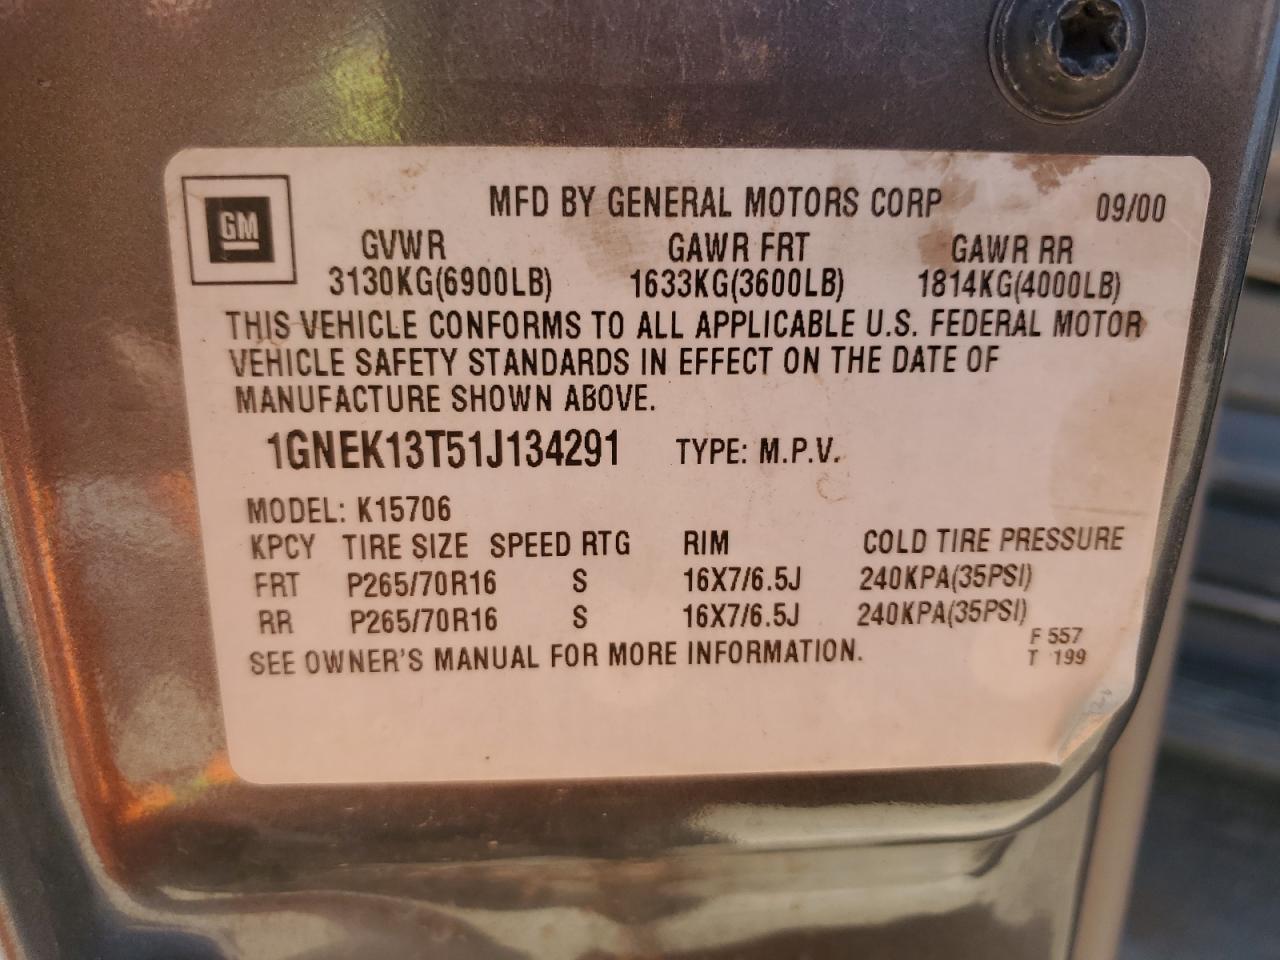 GM
MFD BY GENERAL MOTORS CORP 09/00
GVWR GAWR FRT GAWR RR
3130KG(6900LB) 1633KG(3600LB) 1814KG(4000LB)
THIS VEHICLE CONFORMS TO ALL APPLICABLE U.S. FEDERAL MOTOR
VEHICLE SAFETY STANDARDS IN EFFECT ON THE DATE OF
MANUFACTURE SHOWN ABOVE.
1GNEK13T51J134291 TYPE: M.P.V.
MODEL: K15706
KPCY TIRE SIZE SPEED RTG RIM COLD TIRE PRESSURE
FRT P265/70R16 S 16X7/6.5J 240KPA(35PSI)
RR P265/70R16 S 16X7/6.5J 240KPA(35PSI)
SEE OWNER'S MANUAL FOR MORE INFORMATION.
F 557
T 199